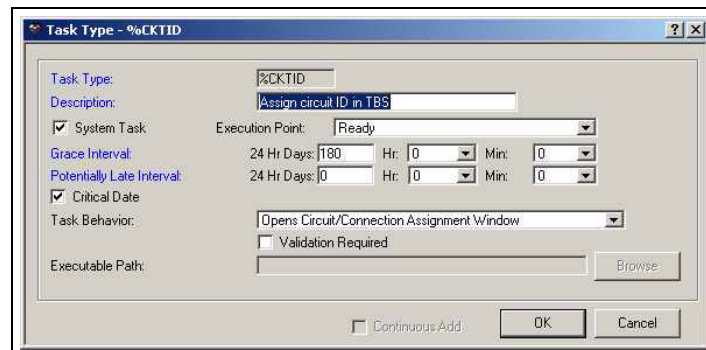 Task Type - %CKTID
Task Type: %CKTID
Description: Assign circuit ID in TBS
System Task Execution Point: Ready
Grace Interval: 24 Hr Days: 180 Hr: 0 Min: 0
Potentially Late Interval: 24 Hr Days: 0 Hr: 0 Min: 0
Critical Date
Task Behavior: Opens Circuit/Connection Assignment Window
Validation Required
Executable Path: Browse
Continuous Add OK Cancel